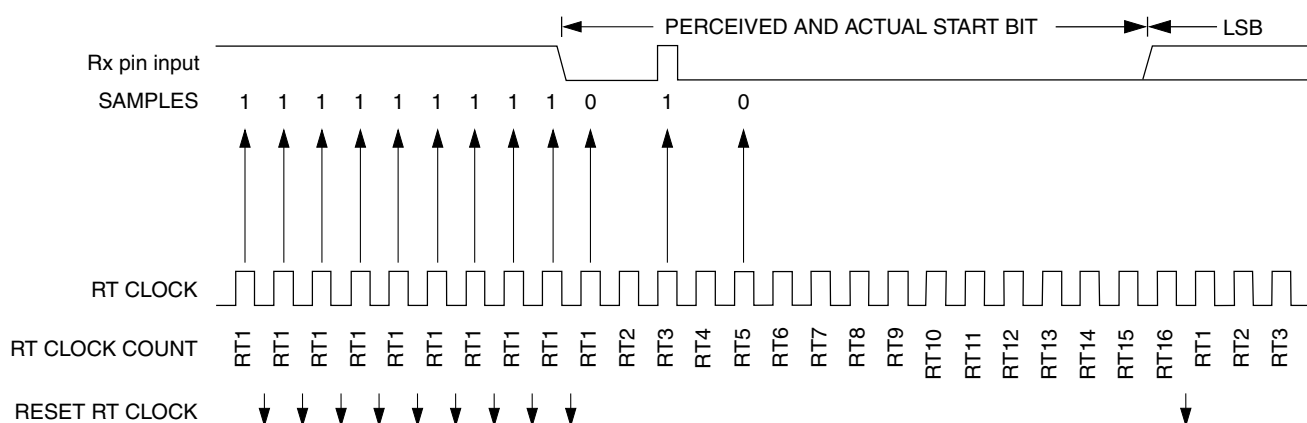 PERCEIVED AND ACTUAL START BIT LSB
Rx pin input
SAMPLES 1 1 1 1 1 1 1 1 1 0 1 0
RT CLOCK
RT CLOCK COUNT RT1 RT1 RT1 RT1 RT1 RT1 RT1 RT1 RT1 RT1 RT2 RT3 RT4 RT5 RT6 RT7 RT8 RT9 RT10 RT11 RT12 RT13 RT14 RT15 RT16 RT1 RT2 RT3
RESET RT CLOCK